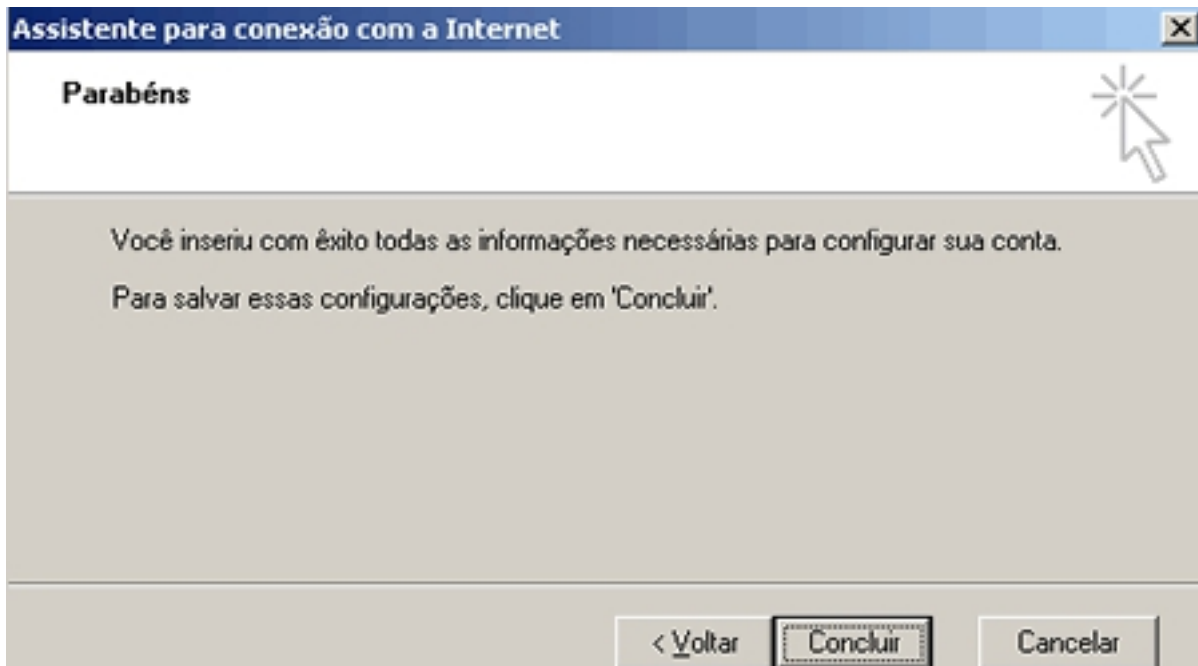 Assistente para conexão com a Internet
Parabéns
Você inseriu com êxito todas as informações necessárias para configurar sua conta.
Para salvar essas configurações, clique em 'Concluir'.
< Voltar Concluir Cancelar